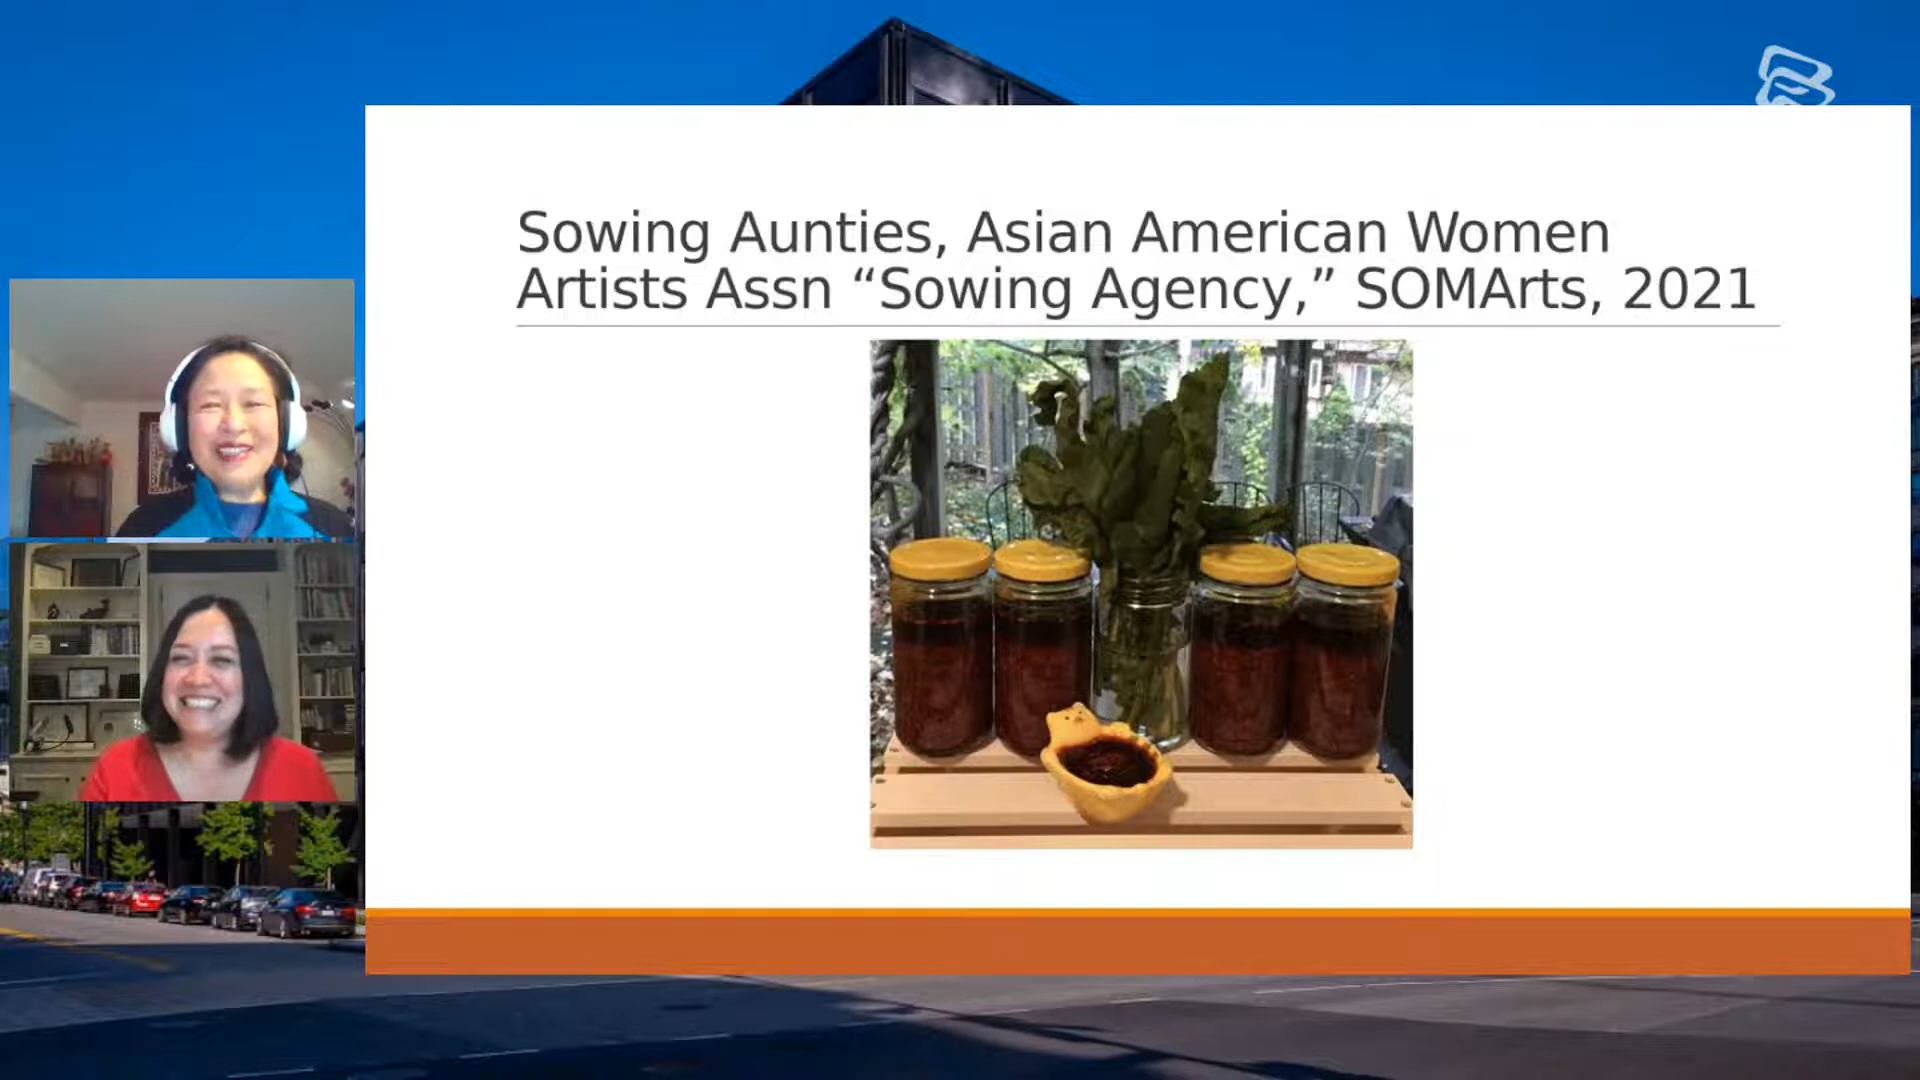 Sowing Aunties, Asian American Women
Artists Assn “Sowing Agency,” SOMArts, 2021